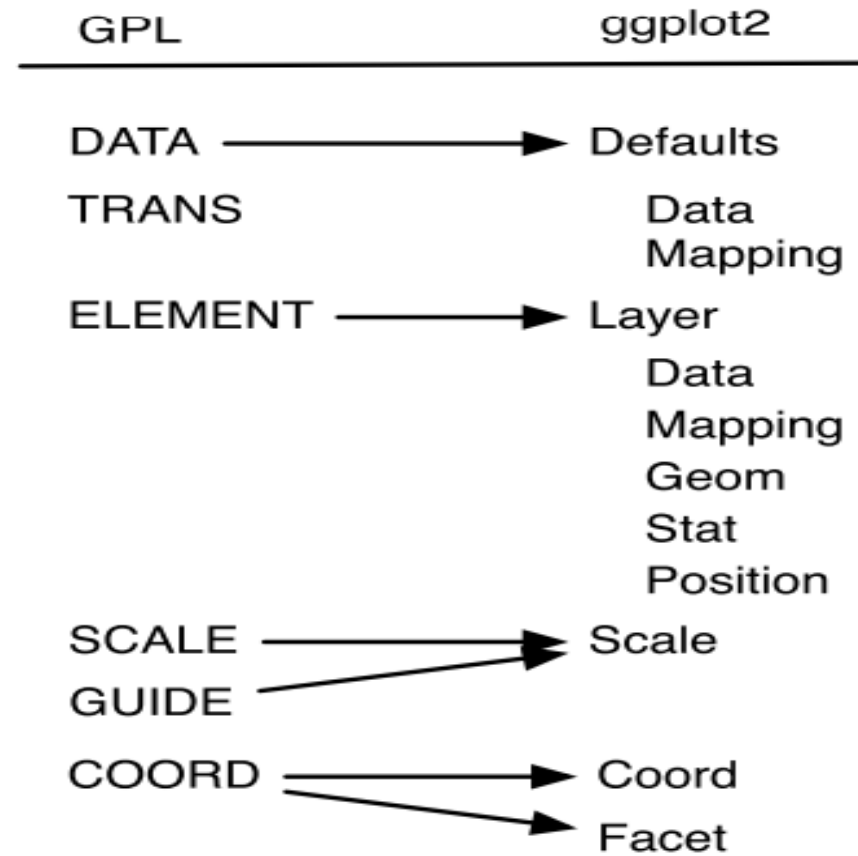 GPL ggplot2
DATA Defaults
TRANS Data
Mapping
ELEMENT Layer
Data
Mapping
Geom
Stat
Position
SCALE Scale
GUIDE
COORD Coord
Facet